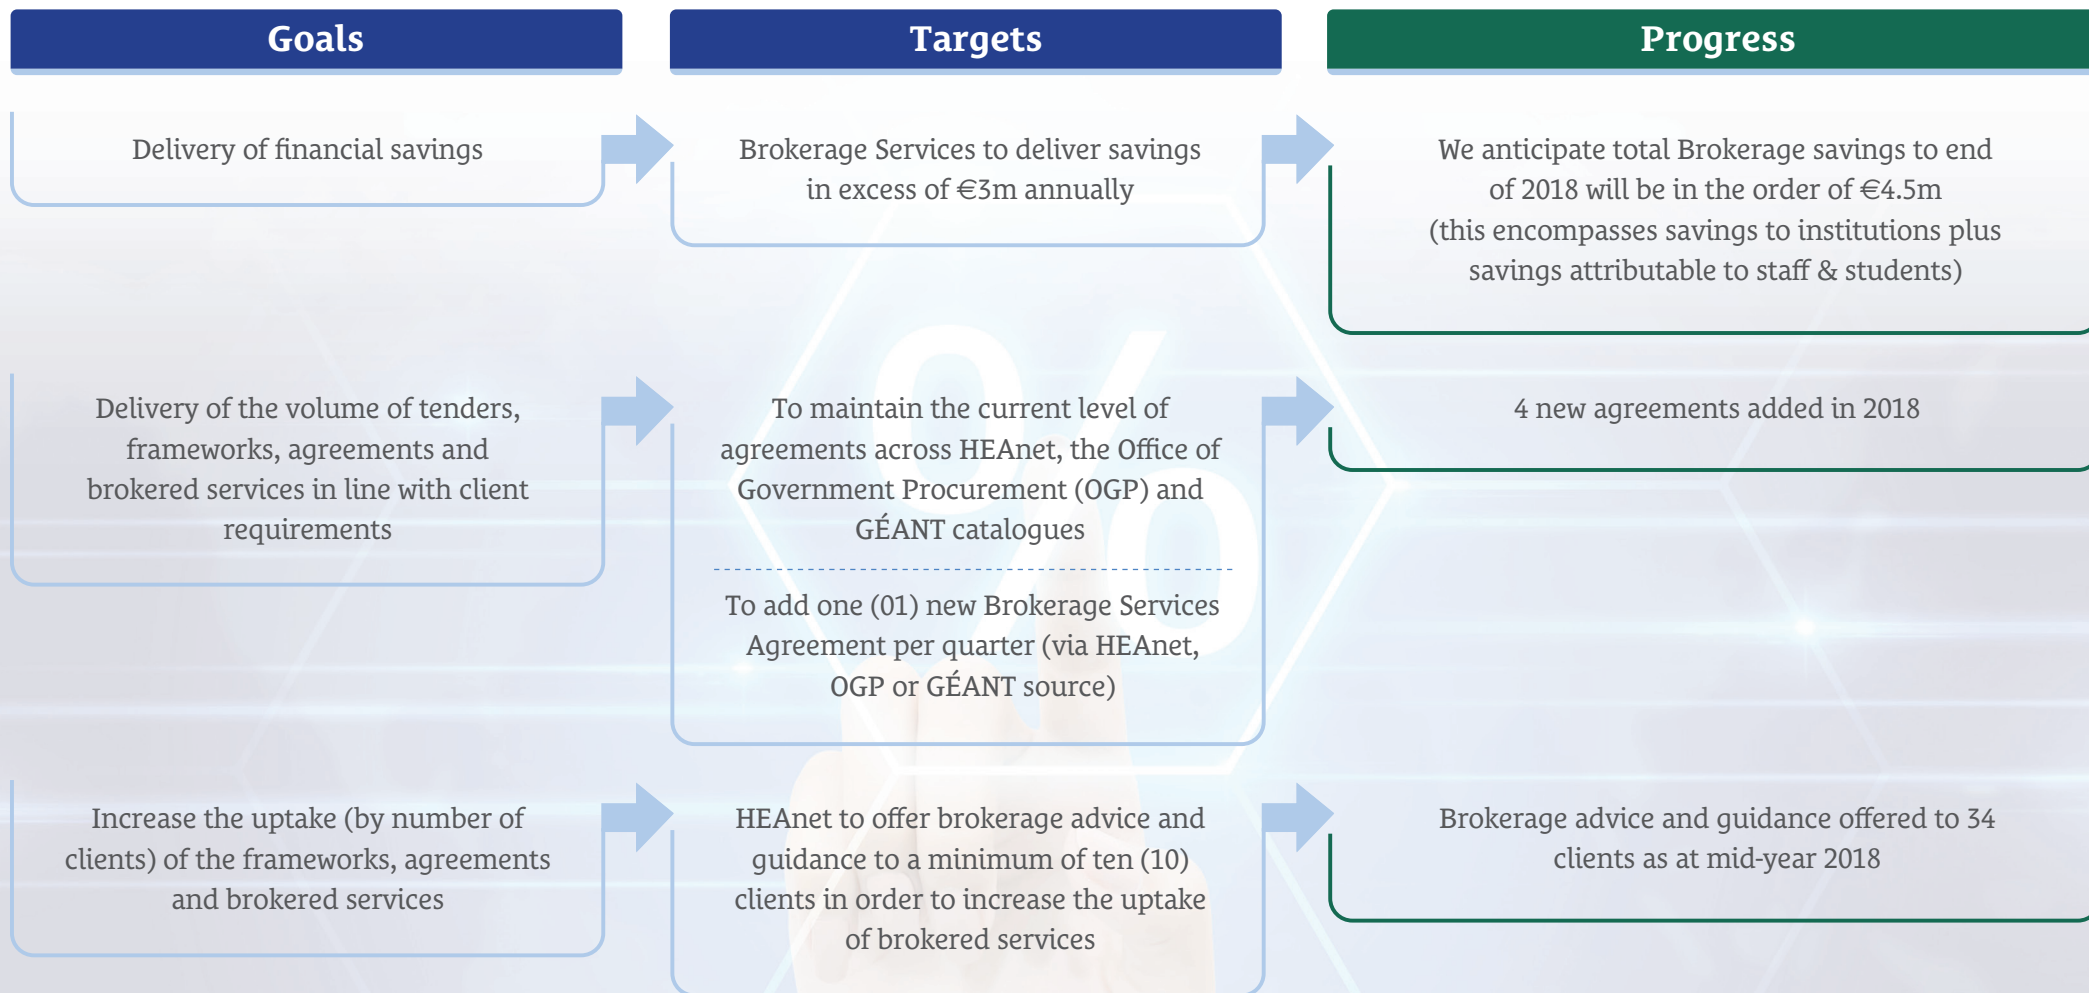 Goals
Targets
Progress
Delivery of financial savings
Brokerage Services to deliver savings
in excess of €3m annually
We anticipate total Brokerage savings to end
of 2018 will be in the order of €4.5m
(this encompasses savings to institutions plus
savings attributable to staff & students)
Delivery of the volume of tenders,
frameworks, agreements and
brokered services in line with client
requirements
To maintain the current level of
agreements across HEAnet, the Office of
Government Procurement (OGP) and
GÉANT catalogues
To add one (01) new Brokerage Services
Agreement per quarter (via HEAnet,
OGP or GÉANT source)
4 new agreements added in 2018
Increase the uptake (by number of
clients) of the frameworks, agreements
and brokered services
HEAnet to offer brokerage advice and
guidance to a minimum of ten (10)
clients in order to increase the uptake
of brokered services
Brokerage advice and guidance offered to 34
clients as at mid-year 2018
%